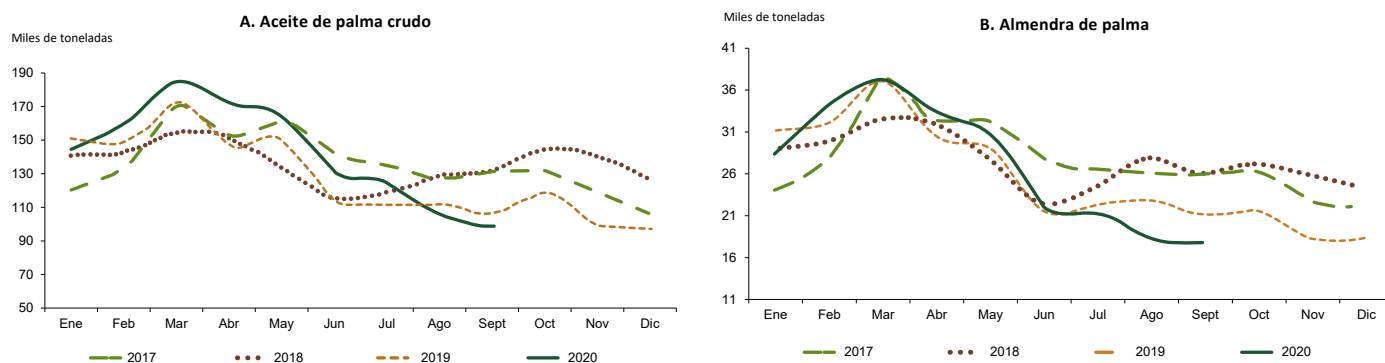 A. Aceite de palma crudo
Miles de toneladas
190
170
150
130
110
90
70
50
Ene Feb Mar Abr May Jun Jul Ago Sept Oct Nov Dic
2017 2018 2019 2020
Miles de toneladas
B. Almendra de palma
41
36
31
26
21
16
11
Ene Feb Mar Abr May Jun Jul Ago Sept Oct Nov Dic
2017 2018 2019 2020